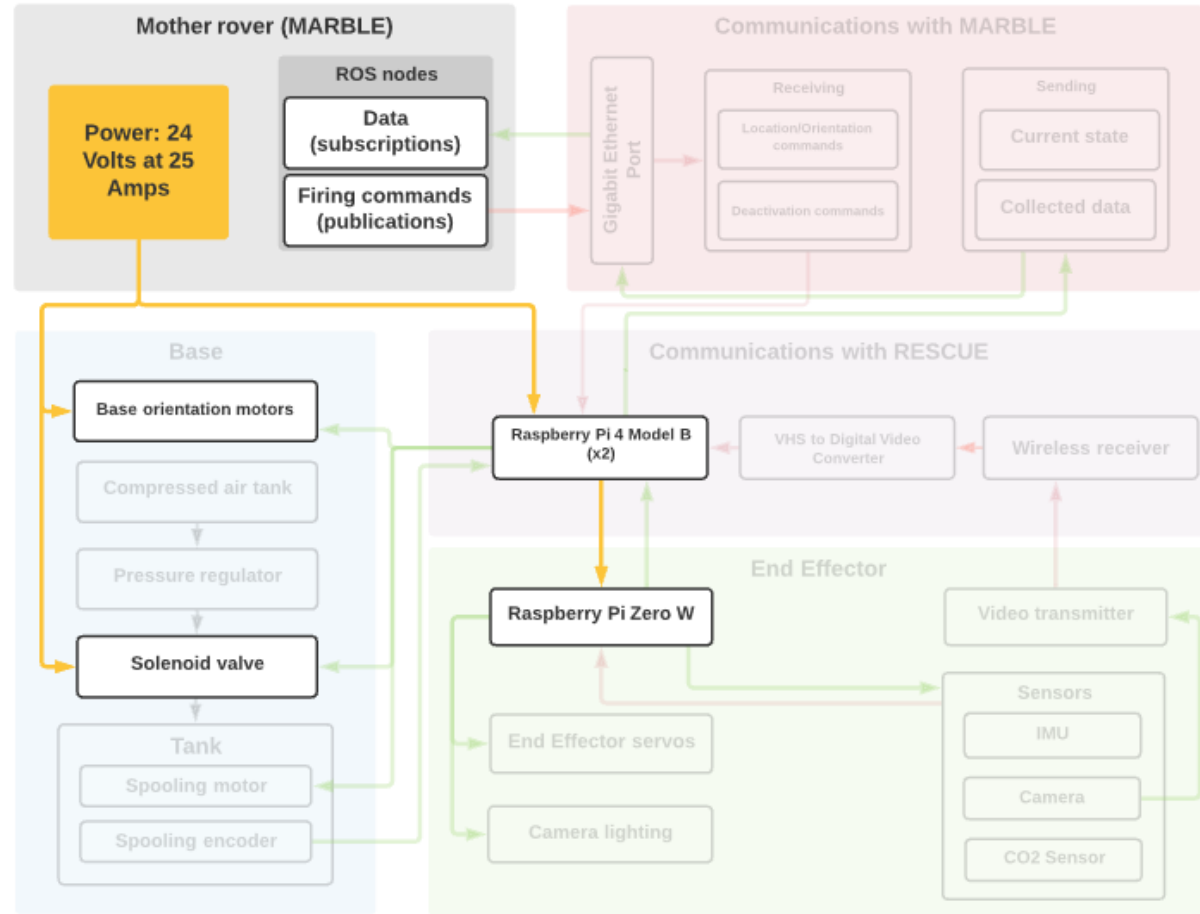 Mother rover (MARBLE)
Power: 24
Volts at 25
Amps
ROS nodes
Data
(subscriptions)
Firing commands
(publications)
Communications with MARBLE
Gigabit Ethernet
Port
Receiving
Location/Orientation
commands
Deactivation commands
Sending
Current state
Collected data
Base
Base orientation motors
Compressed air tank
Pressure regulator
Solenoid valve
Tank
Spooling motor
Spooling encoder
Communications with RESCUE
Raspberry Pi 4 Model B
(x2)
VHS to Digital Video
Converter
Wireless receiver
End Effector
Raspberry Pi Zero W
End Effector servos
Camera lighting
Video transmitter
Sensors
IMU
Camera
CO2 Sensor